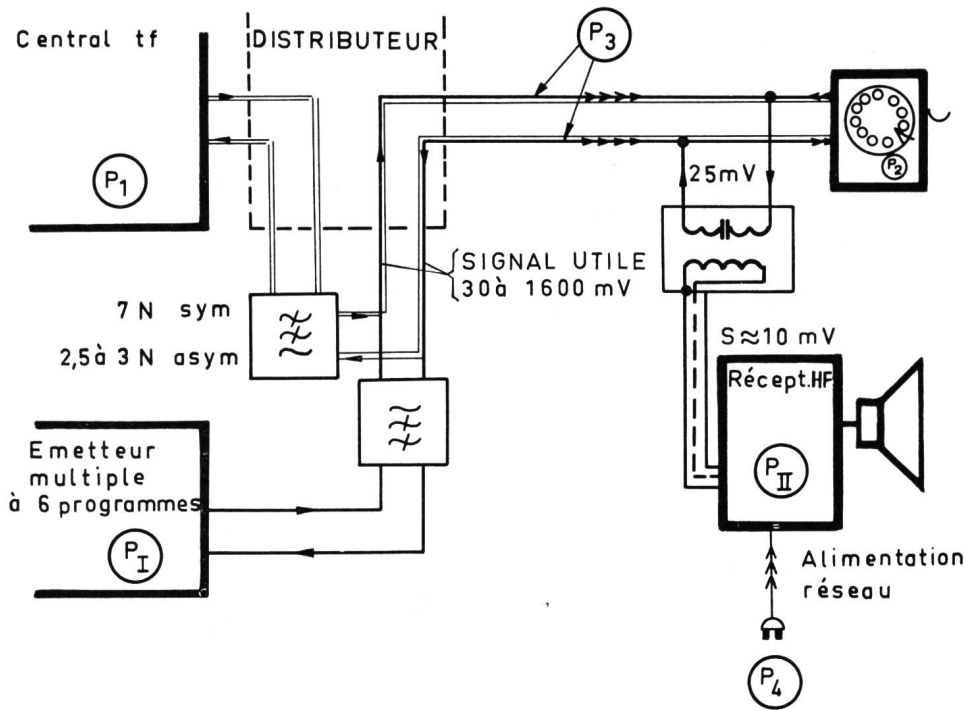 Central tf
DISTRIBUTEUR
P3
P1
P2
25mV
SIGNAL UTILE
30à 1600 mV
7 N sym
2,5à 3 N asym
S≈10 mV
Récept.HF
Emetteur
multiple
à 6 programmes
PII
PI
Alimentation
réseau
P4